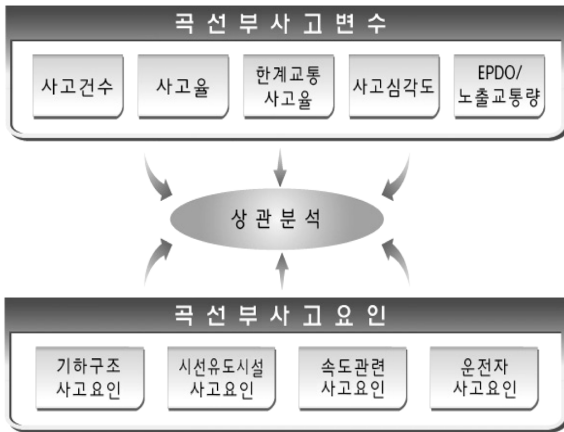 곡선부사고변수
사고건수
사고율
한계교통
사고율
사고심각도
EPDO/
노출교통량
상관분석
곡선부사고요인
기하구조
사고요인
시선유도시설
사고요인
속도관련
사고요인
운전자
사고요인